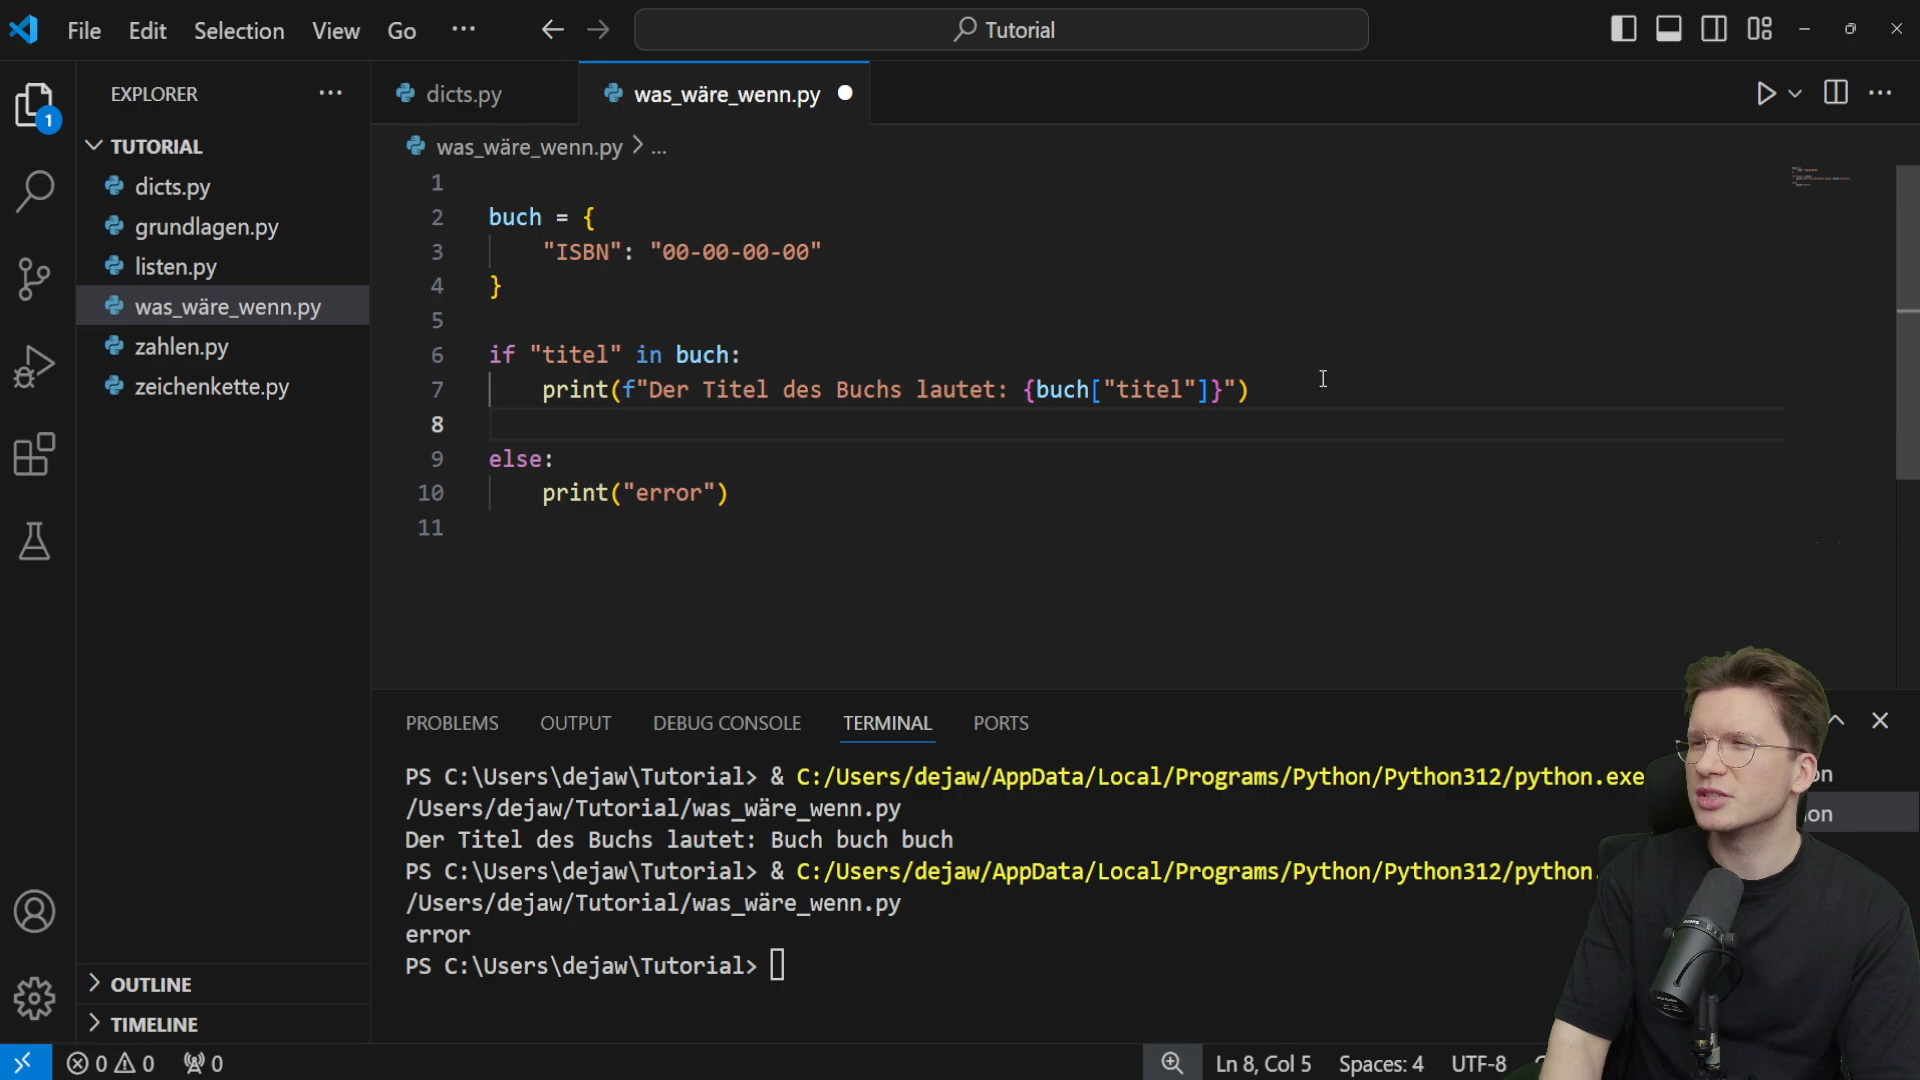 File Edit Selection View Go ··· Tutorial
EXPLORER ···
dicts.py
was_wäre_wenn.py
TUTORIAL
dicts.py
grundlagen.py
listen.py
was_wäre_wenn.py
zahlen.py
zeichenkette.py
OUTLINE
TIMELINE
1
was_wäre_wenn.py > ...
1
2 buch = {
3 "ISBN": "00-00-00-00"
4 }
5
6 if "titel" in buch:
7 print(f"Der Titel des Buchs lautet: {buch["titel"]}")
8
9 else:
10 print("error")
11
PROBLEMS OUTPUT DEBUG CONSOLE TERMINAL PORTS
PS C:\Users\dejaw\Tutorial> & C:/Users/dejaw/AppData/Local/Programs/Python/Python312/python.exe
/Users/dejaw/Tutorial/was_wäre_wenn.py
Der Titel des Buchs lautet: Buch buch buch
PS C:\Users\dejaw\Tutorial> & C:/Users/dejaw/AppData/Local/Programs/Python/Python312/python.
/Users/dejaw/Tutorial/was_wäre_wenn.py
error
PS C:\Users\dejaw\Tutorial>
on
on
0 0 0 Ln 8, Col 5 Spaces: 4 UTF-8